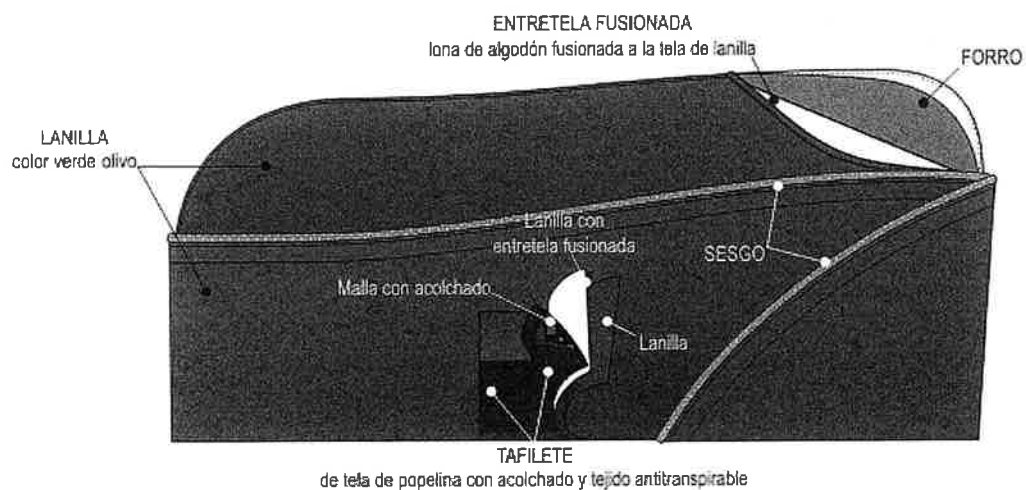 ENTRETELA FUSIONADA
lona de algodón fusionada a la tela de lanilla
FORRO
LANILLA
color verde olivo
Lanilla con
entretela fusionada
SESGO
Malla con acolchado
Lanilla
TAFILETE
de tela de popelina con acolchado y tejido antitranspirable